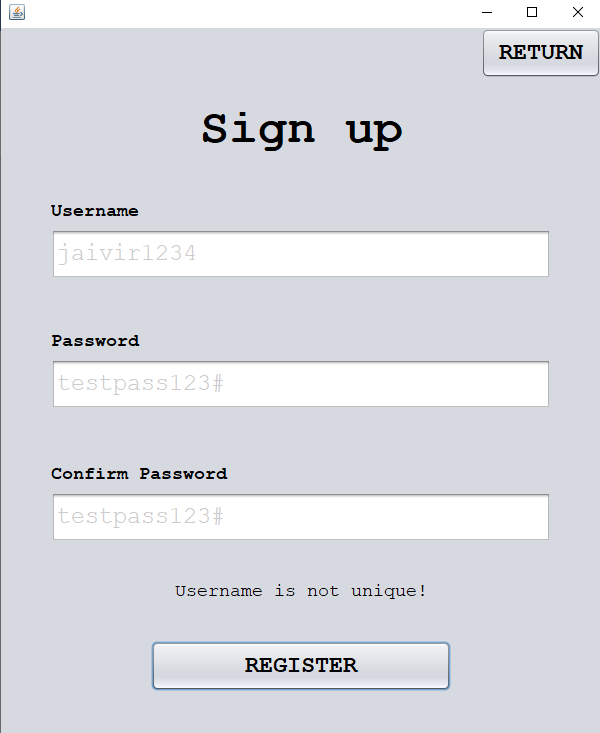 RETURN
Sign up
Username
jaivir1234
Password
testpass123#
Confirm Password
testpass123#
Username is not unique!
REGISTER